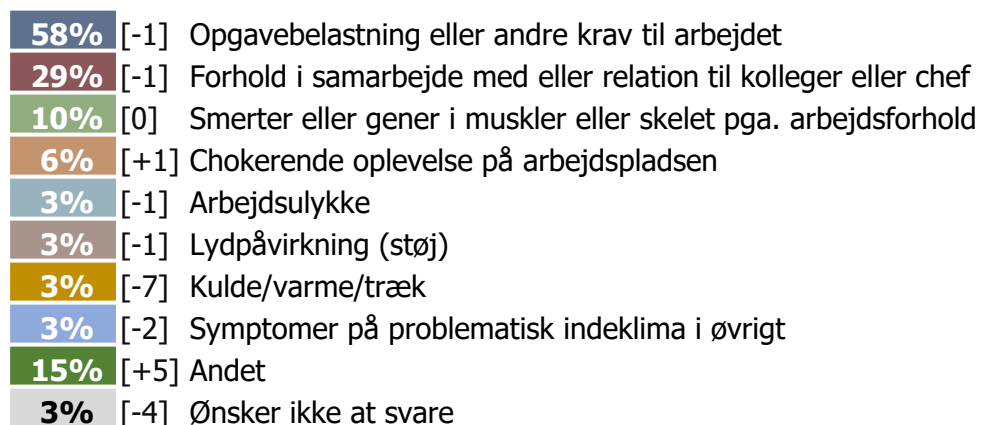 58% [-1] Opgavebelastning eller andre krav til arbejdet
29% [-1] Forhold i samarbejde med eller relation til kolleger eller chef
10% [0] Smerter eller gener i muskler eller skelet pga. arbejdsforhold
6% [+1] Chokerende oplevelse på arbejdspladsen
3% [-1] Arbejdsulykke
3% [-1] Lydpåvirkning (støj)
3% [-7] Kulde/varme/træk
3% [-2] Symptomer på problematisk indeklima i øvrigt
15% [+5] Andet
3% [-4] Ønsker ikke at svare